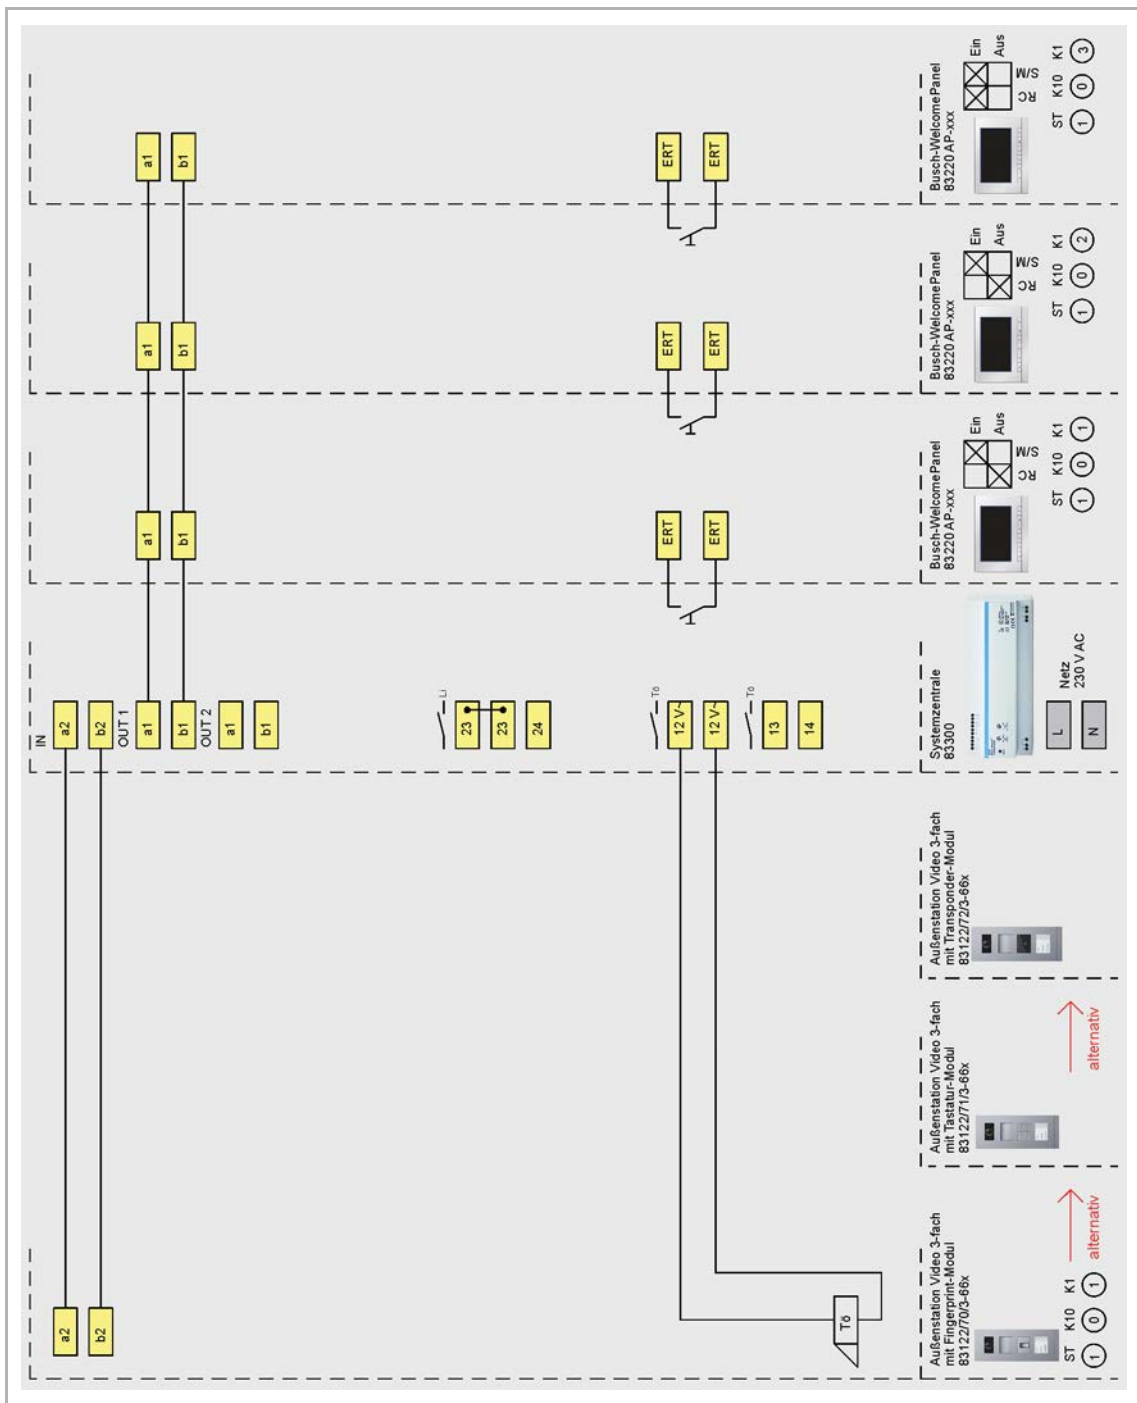 IN
a2
b2
OUT 1
a1
b1
OUT 2
a1
b1
a1
b1
a1
b1
a1
b1
a2
b2
Li
23
23
24
Tö
12 V~
12 V~
Tö
13
14
ERT
ERT
ERT
ERT
ERT
ERT
Tö
Außenstation Video 3-fach
mit Fingerprint-Modul
83122/70/3-66x
ST K10 K1
1 0 1
alternativ
Außenstation Video 3-fach
mit Tastatur-Modul
83122/71/3-66x
alternativ
Außenstation Video 3-fach
mit Transponder-Modul
83122/72/3-66x
Systemzentrale
83300
L
N
Netz
230 V AC
Busch-WelcomePanel
83220 AP-xxx
Ein
Aus
RC S/M
ST K10 K1
1 0 1
Busch-WelcomePanel
83220 AP-xxx
Ein
Aus
RC S/M
ST K10 K1
1 0 2
Busch-WelcomePanel
83220 AP-xxx
Ein
Aus
RC S/M
ST K10 K1
1 0 3